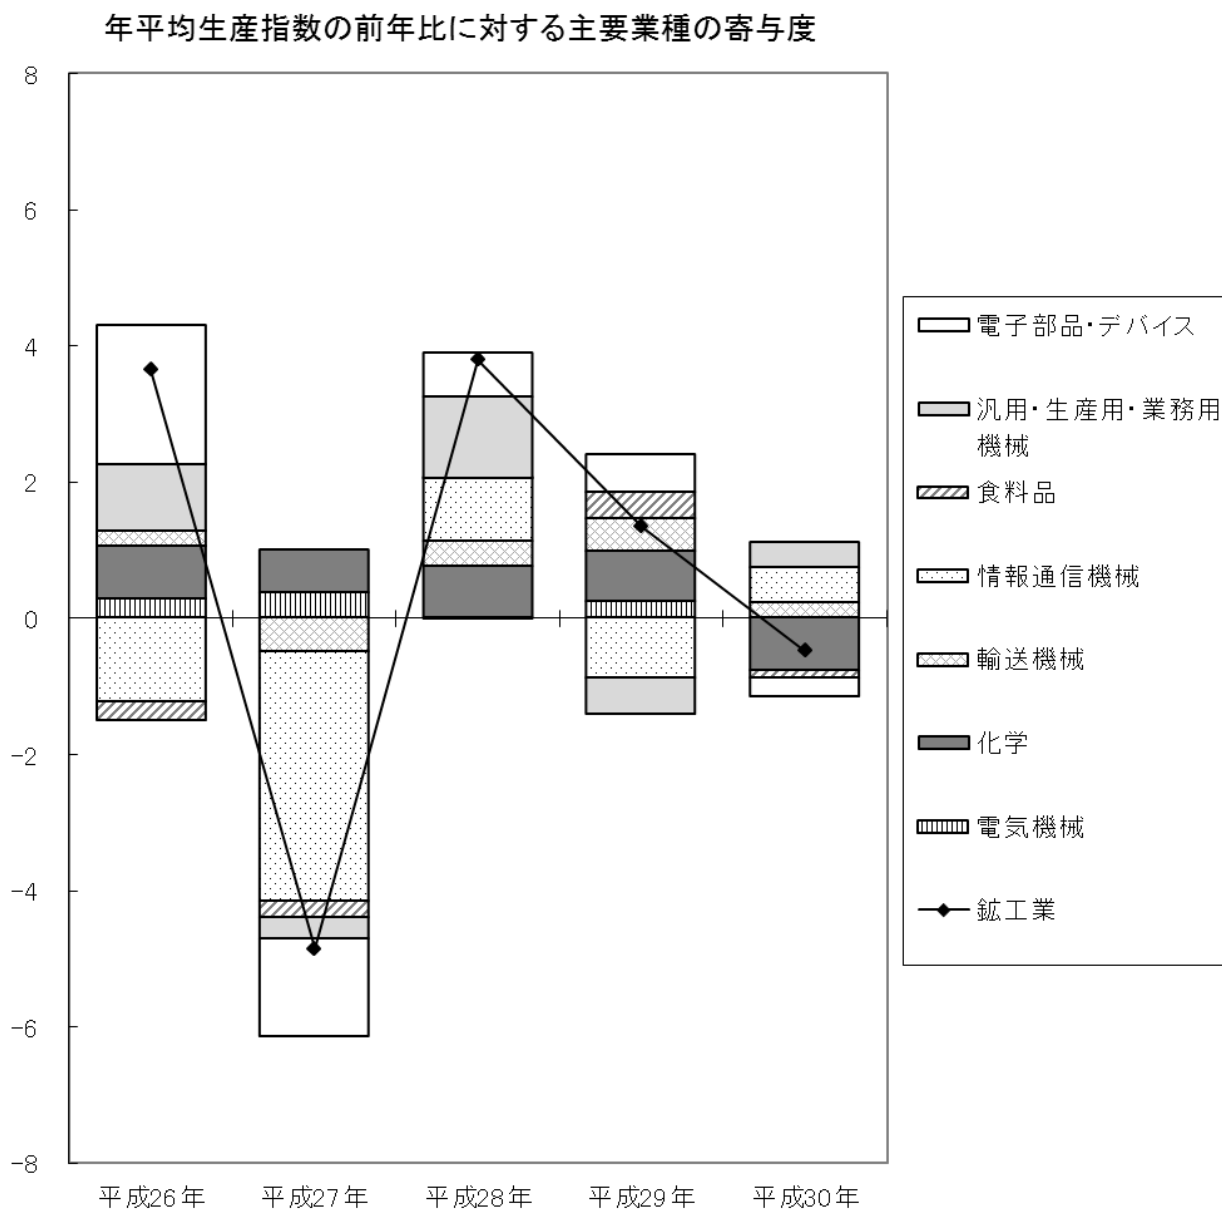 年平均生産指数の前年比に対する主要業種の寄与度
8
6
4
2
0
-2
-4
-6
-8
平成26年
平成27年
平成28年
平成29年
平成30年
電子部品・デバイス
汎用・生産用・業務用
機械
食料品
情報通信機械
輸送機械
化学
電気機械
鉱工業